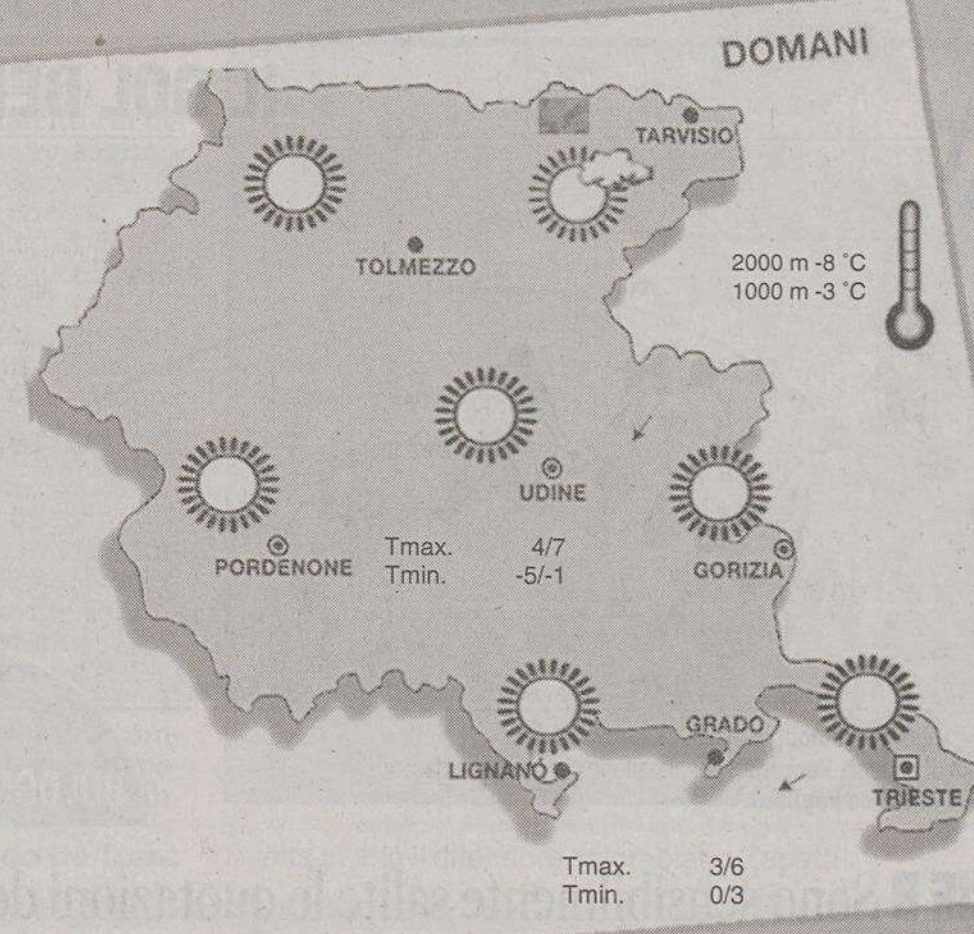 DOMANI
TARVISIO
TOLMEZZO
2000 m -8 °C
1000 m -3 °C
UDINE
PORDENONE
Tmax. 4/7
Tmin. -5/-1
GORIZIA
GRADO
LIGNANO
TRIESTE
Tmax. 3/6
Tmin. 0/3